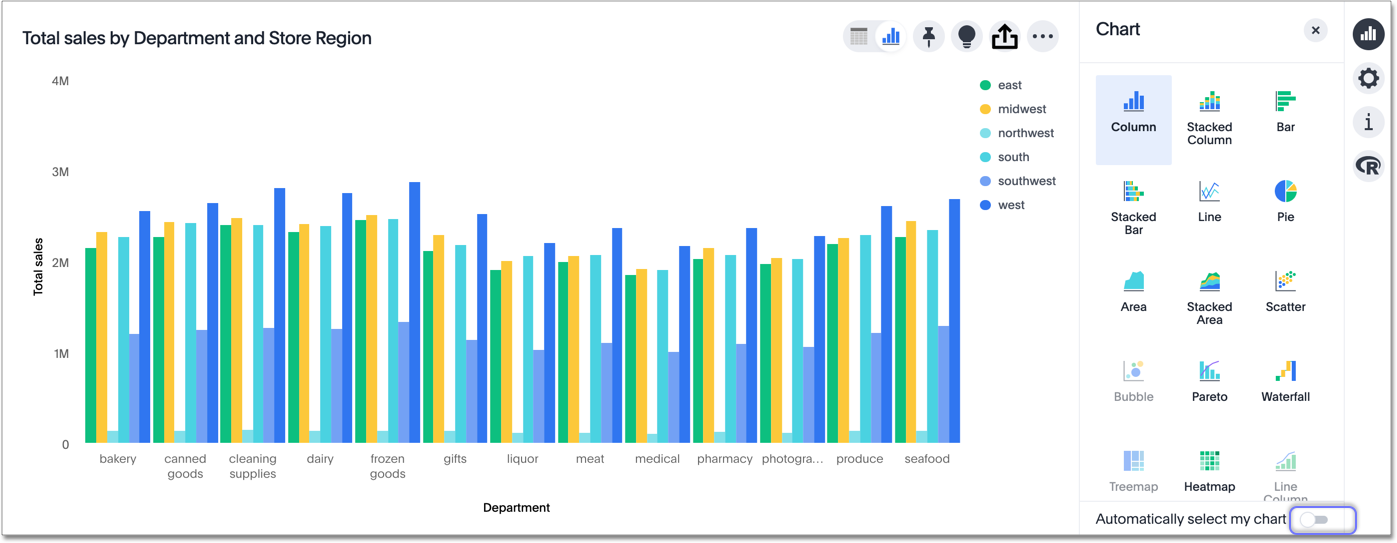 Total sales by Department and Store Region
4M
3M
2M
1M
0
Total sales
bakery
canned
goods
cleaning
supplies
dairy
frozen
goods
gifts
liquor
meat
medical
pharmacy
photogra...
produce
seafood
Department
east
midwest
northwest
south
southwest
west
Chart
Column
Stacked
Column
Bar
Stacked
Bar
Line
Pie
Area
Stacked
Area
Scatter
Bubble
Pareto
Waterfall
Treemap
Heatmap
Line
Column
Automatically select my chart
i
R